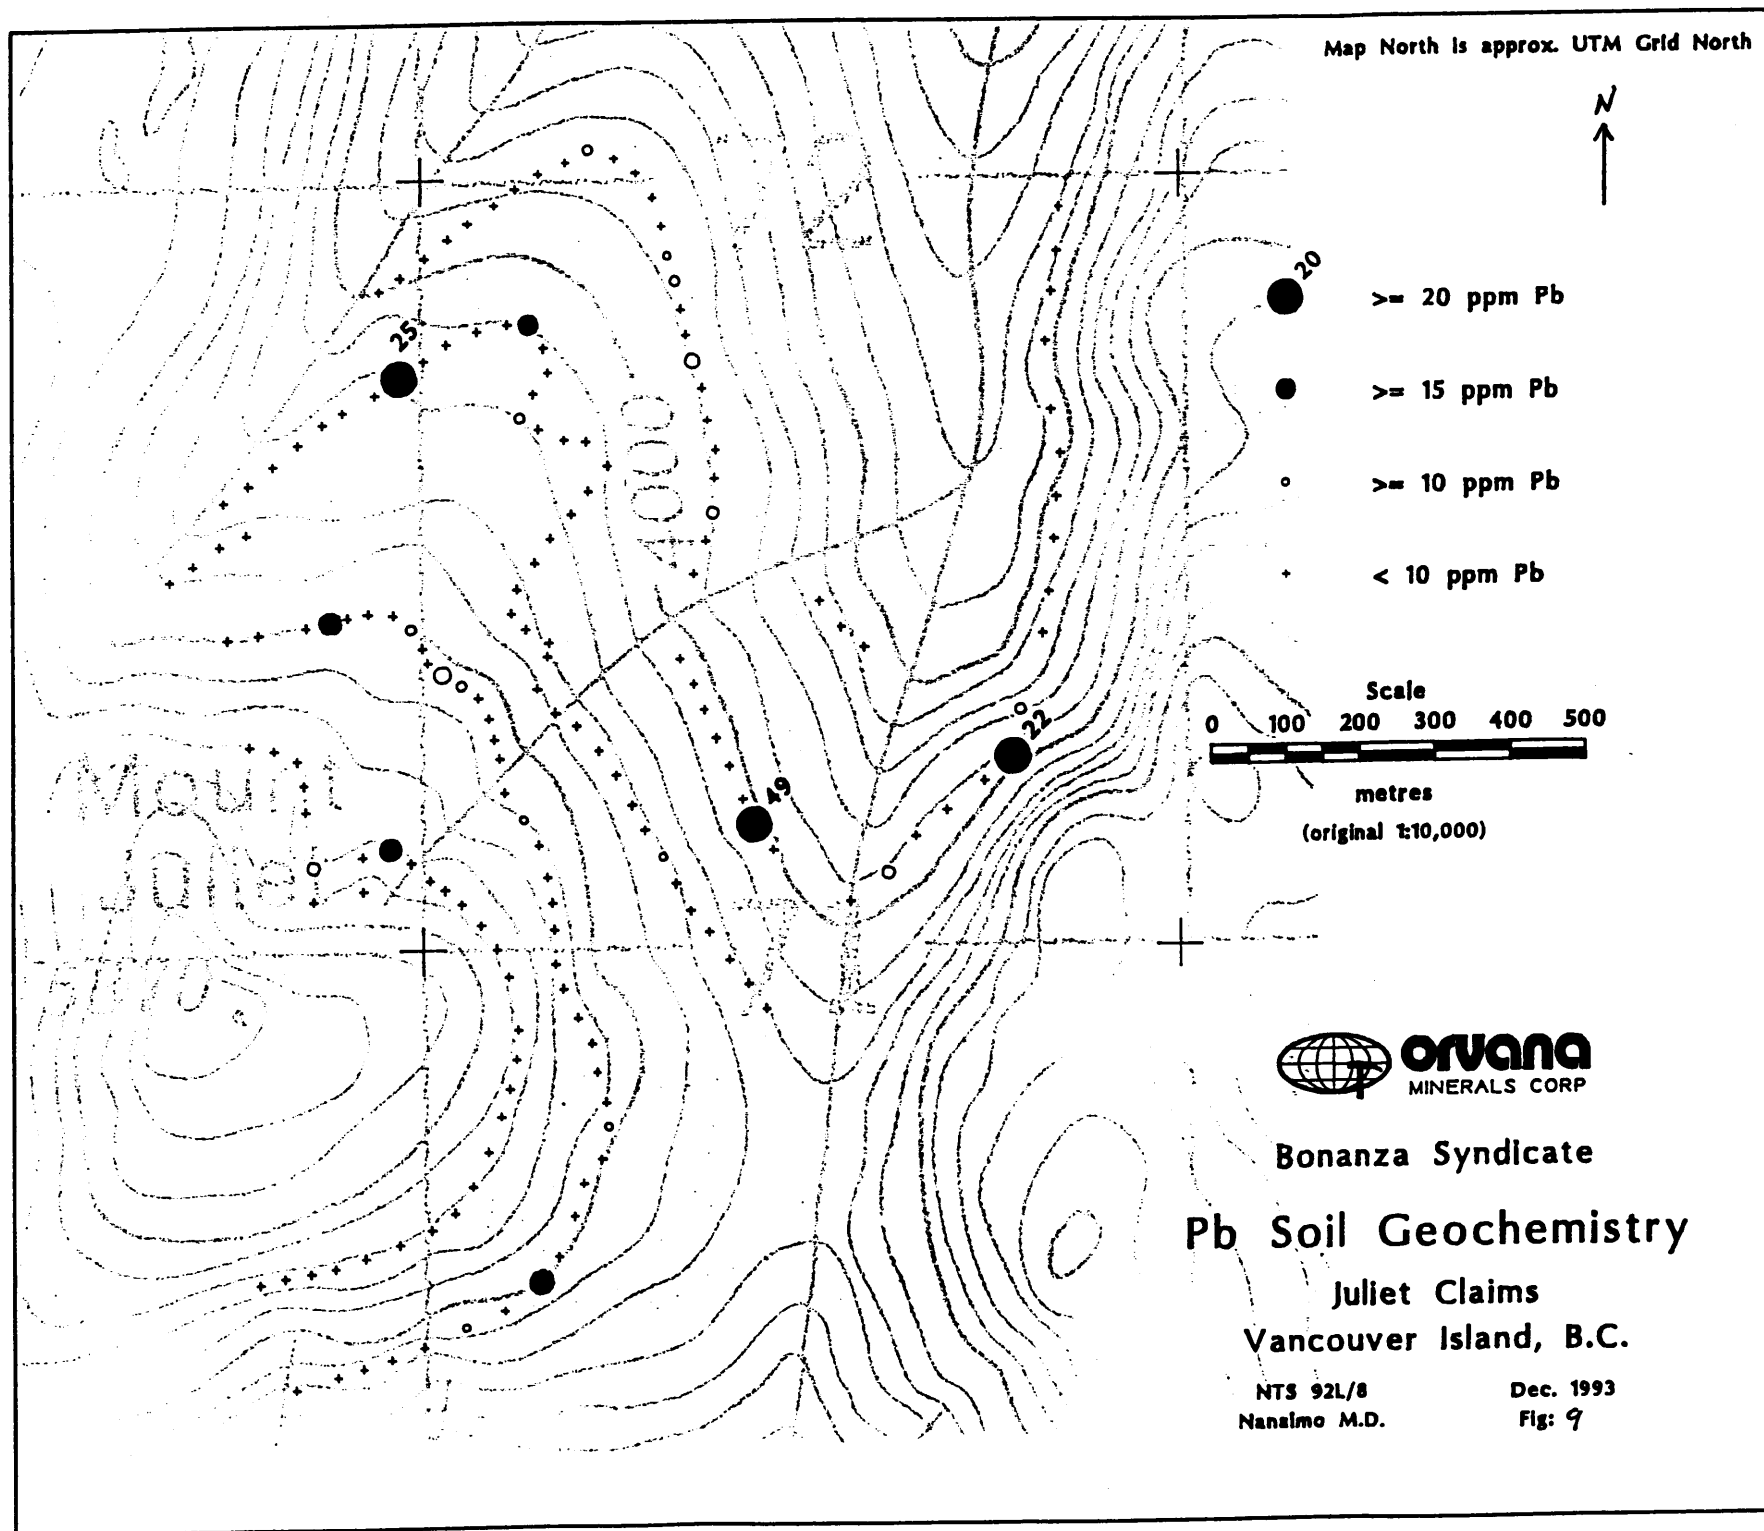 Map North is approx. UTM Grid North
N
20
>= 20 ppm Pb
25
>= 15 ppm Pb
4000
>= 10 ppm Pb
< 10 ppm Pb
Scale
0 100 200 300 400 500
metres
(original 1:10,000)
22
49
Mount
Juliet
orvana
MINERALS CORP
Bonanza Syndicate
Pb Soil Geochemistry
Juliet Claims
Vancouver Island, B.C.
NTS 92L/8 Dec. 1993
Nanaimo M.D. Fig: 9